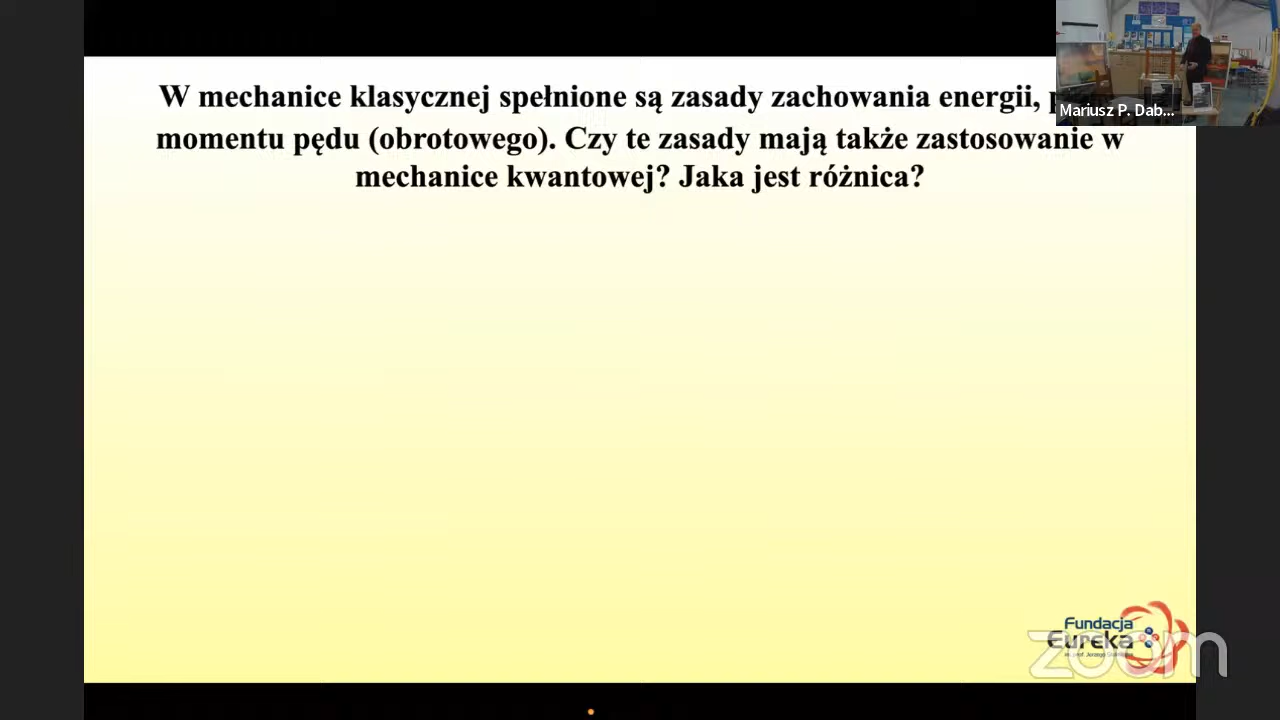 W mechanice klasycznej spełnione są zasady zachowania energii,
momentu pędu (obrotowego). Czy te zasady mają także zastosowanie w
mechanice kwantowej? Jaka jest różnica?
Mariusz P. Dab...
Fundacja
Eureka
zoom